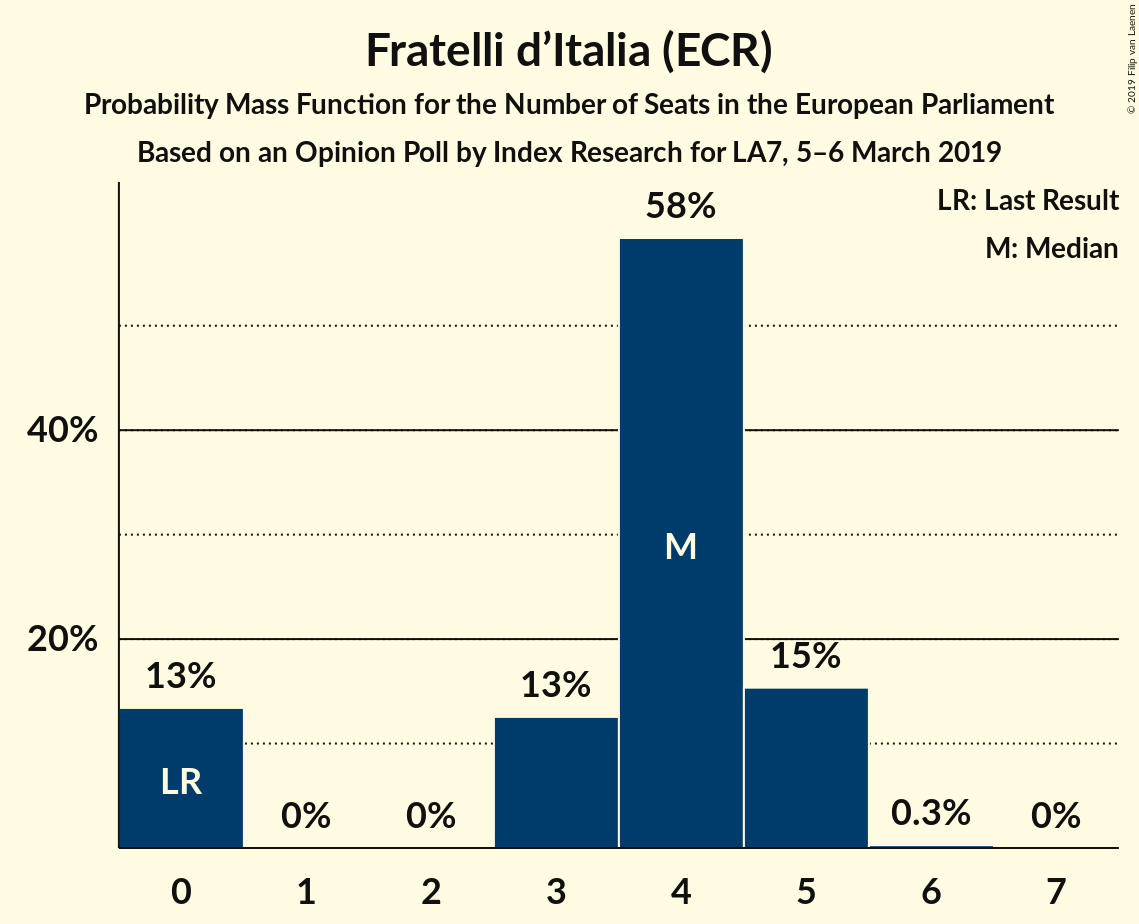 Fratelli d’Italia (ECR)
Probability Mass Function for the Number of Seats in the European Parliament
Based on an Opinion Poll by Index Research for LA7, 5–6 March 2019
© 2019 Filip van Laenen
LR: Last Result
M: Median
58%
40%
M
20%
13%
13%
15%
LR
0%
0%
0.3%
0%
0 1 2 3 4 5 6 7